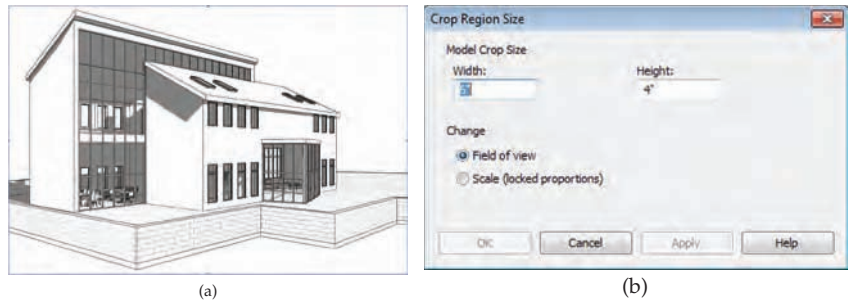 Crop Region Size
Model Crop Size
Width:
Height:
6"
4"
Change
Field of view
Scale (locked proportions)
OK
Cancel
Apply
Help
(a)
(b)